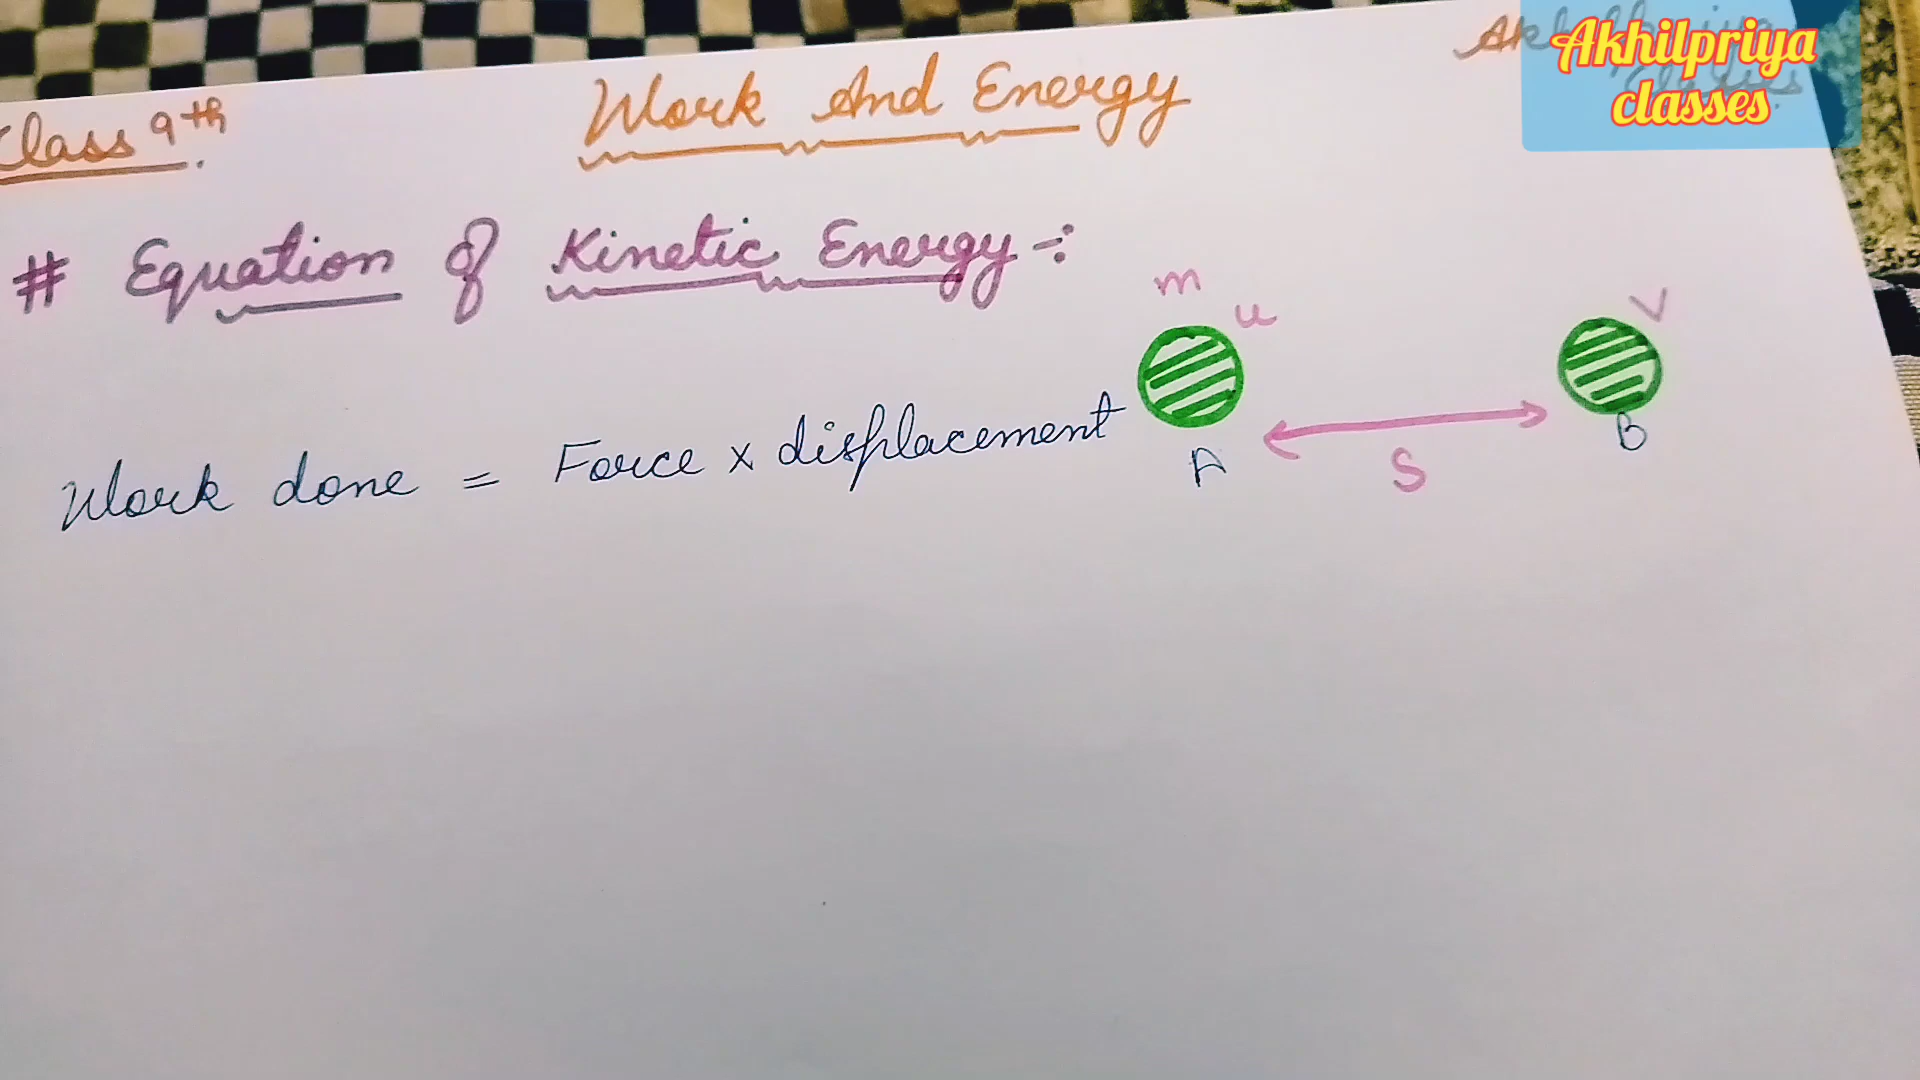 Class 9th.
Work And Energy
Akhilpriya
classes
# Equation of Kinetic Energy ÷
m
u
V
Work done = Force x displacement
A
S
B